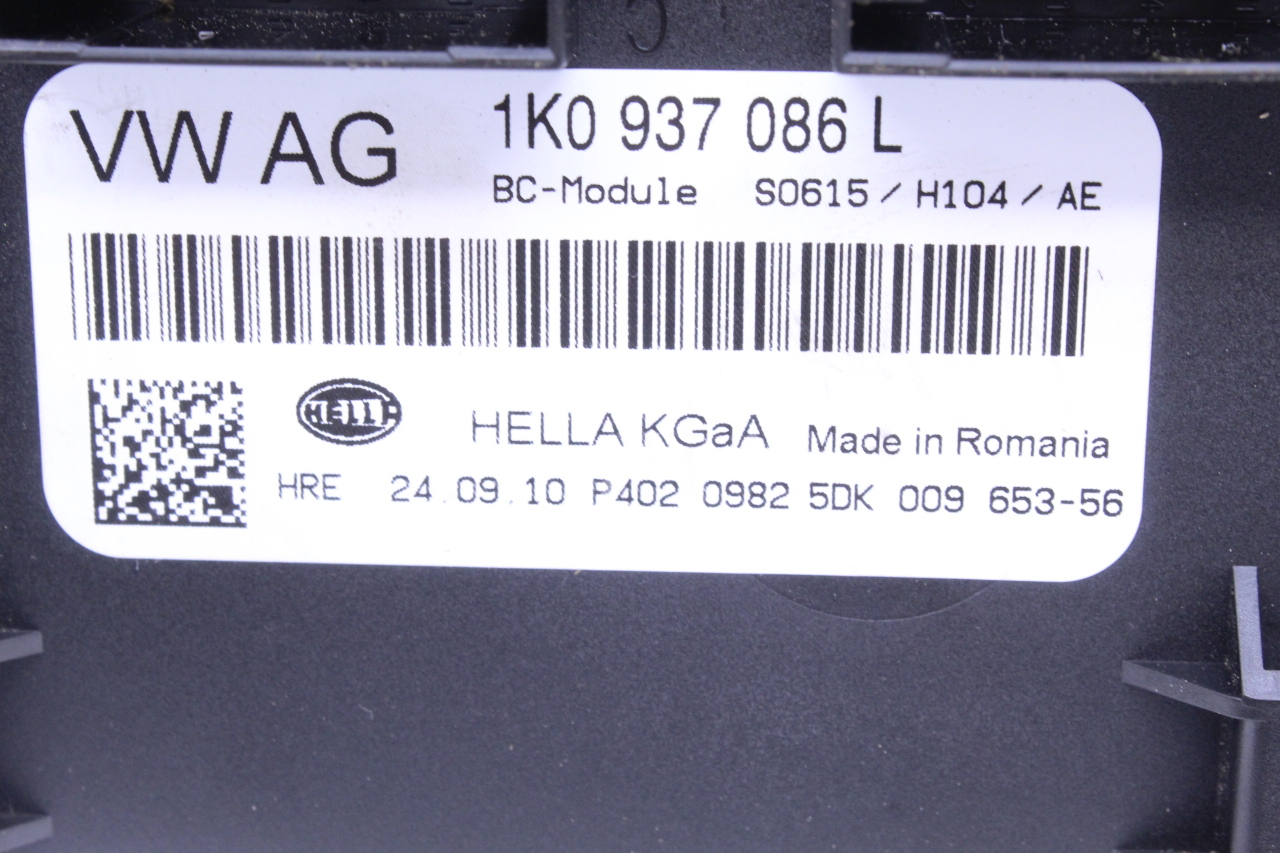 VW AG 1K0 937 086 L
BC-Module S0615 / H104 / AE
HELLA HELLA KGaA Made in Romania
HRE 24.09.10 P402 0982 5DK 009 653-56